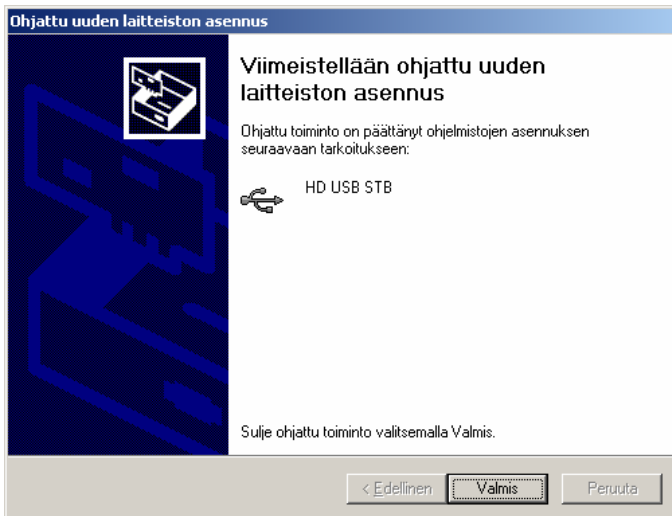 Ohjattu uuden laitteiston asennus
Viimeistellään ohjattu uuden
laitteiston asennus
Ohjattu toiminto on päättänyt ohjelmistojen asennuksen
seuraavaan tarkoitukseen:
HD USB STB
Sulje ohjattu toiminto valitsemalla Valmis.
< Edellinen
Valmis
Peruuta